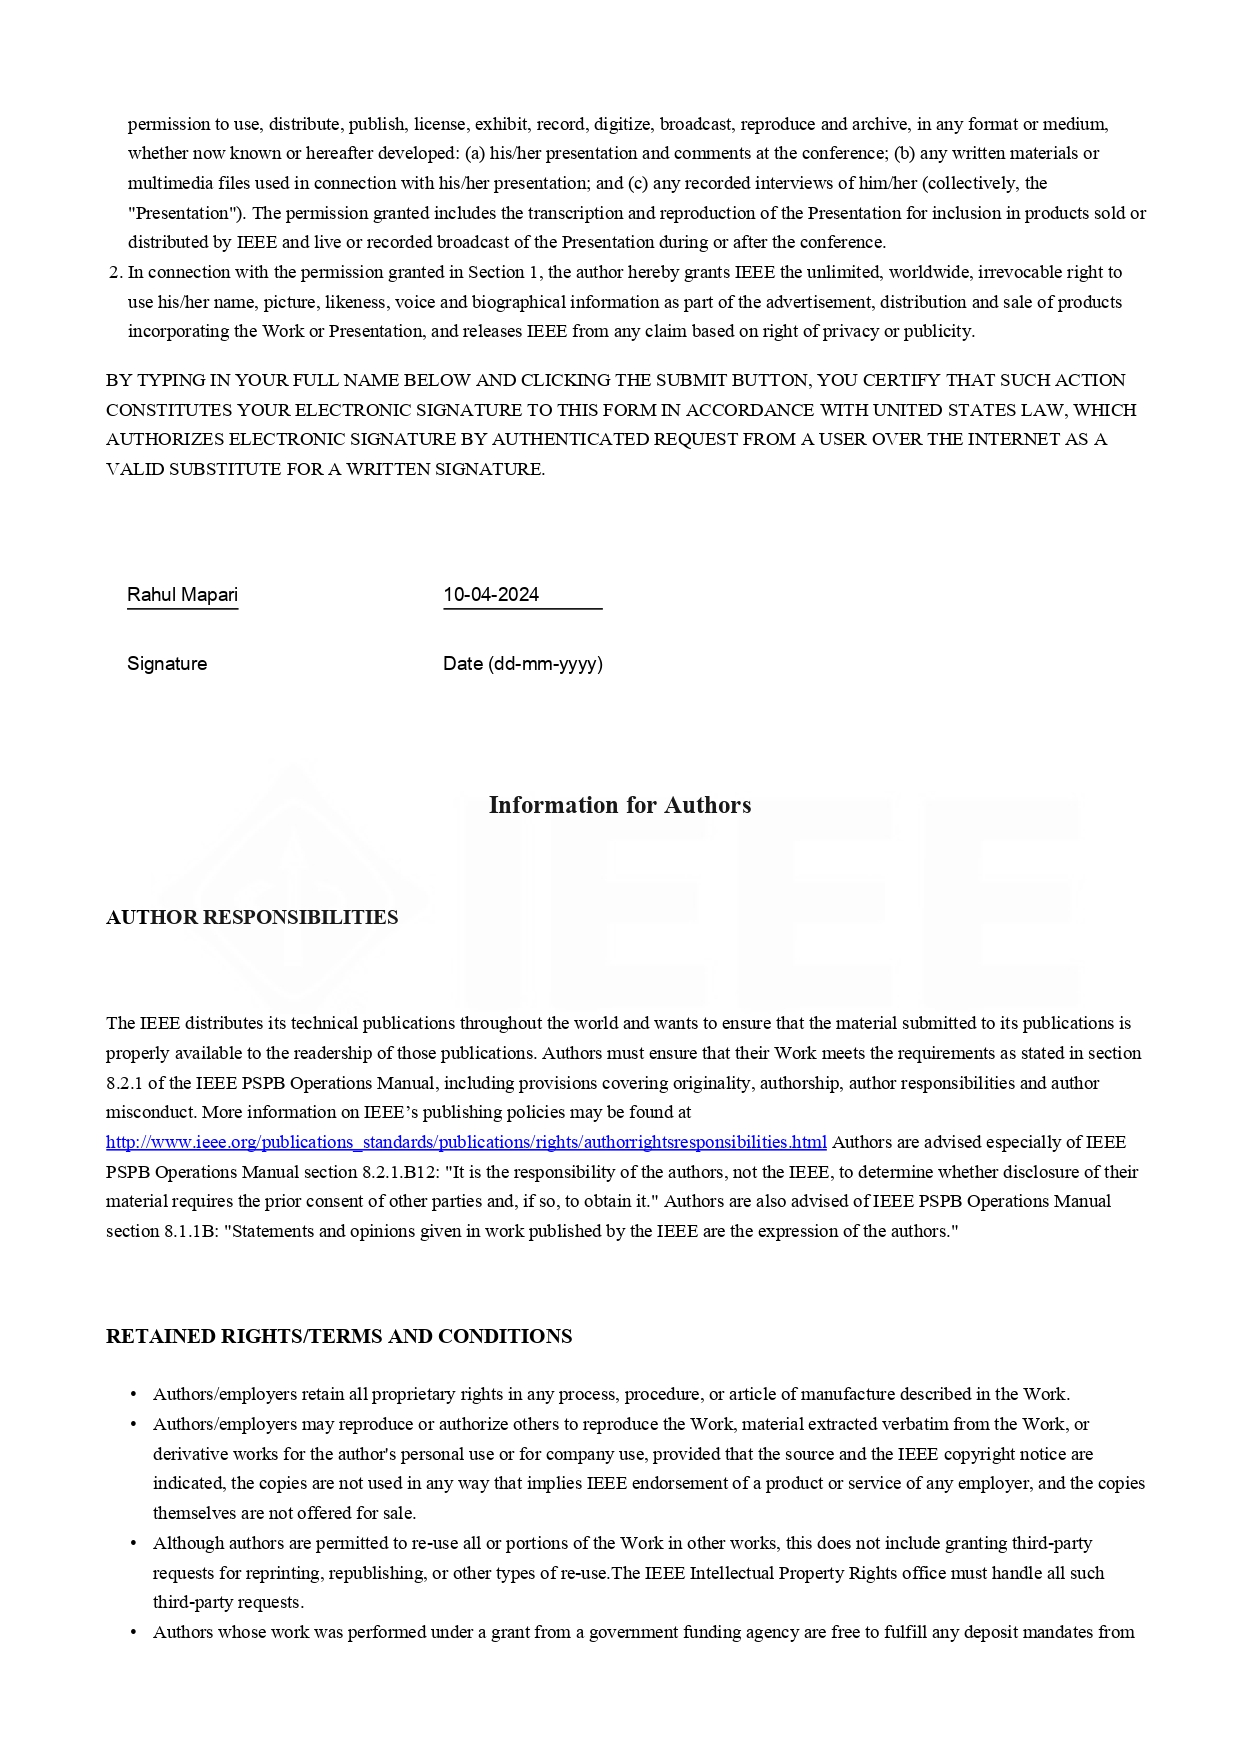 permission to use, distribute, publish, license, exhibit, record, digitize, broadcast, reproduce and archive, in any format or medium,
whether now known or hereafter developed: (a) his/her presentation and comments at the conference; (b) any written materials or
multimedia files used in connection with his/her presentation; and (c) any recorded interviews of him/her (collectively, the
"Presentation"). The permission granted includes the transcription and reproduction of the Presentation for inclusion in products sold or
distributed by IEEE and live or recorded broadcast of the Presentation during or after the conference.
2. In connection with the permission granted in Section 1, the author hereby grants IEEE the unlimited, worldwide, irrevocable right to
use his/her name, picture, likeness, voice and biographical information as part of the advertisement, distribution and sale of products
incorporating the Work or Presentation, and releases IEEE from any claim based on right of privacy or publicity.
BY TYPING IN YOUR FULL NAME BELOW AND CLICKING THE SUBMIT BUTTON, YOU CERTIFY THAT SUCH ACTION
CONSTITUTES YOUR ELECTRONIC SIGNATURE TO THIS FORM IN ACCORDANCE WITH UNITED STATES LAW, WHICH
AUTHORIZES ELECTRONIC SIGNATURE BY AUTHENTICATED REQUEST FROM A USER OVER THE INTERNET AS A
VALID SUBSTITUTE FOR A WRITTEN SIGNATURE.
Rahul Mapari 10-04-2024
Signature Date (dd-mm-yyyy)
Information for Authors
IEEE
AUTHOR RESPONSIBILITIES
The IEEE distributes its technical publications throughout the world and wants to ensure that the material submitted to its publications is
properly available to the readership of those publications. Authors must ensure that their Work meets the requirements as stated in section
8.2.1 of the IEEE PSPB Operations Manual, including provisions covering originality, authorship, author responsibilities and author
misconduct. More information on IEEE’s publishing policies may be found at
http://www.ieee.org/publications_standards/publications/rights/authorrightsresponsibilities.html Authors are advised especially of IEEE
PSPB Operations Manual section 8.2.1.B12: "It is the responsibility of the authors, not the IEEE, to determine whether disclosure of their
material requires the prior consent of other parties and, if so, to obtain it." Authors are also advised of IEEE PSPB Operations Manual
section 8.1.1B: "Statements and opinions given in work published by the IEEE are the expression of the authors."
RETAINED RIGHTS/TERMS AND CONDITIONS
• Authors/employers retain all proprietary rights in any process, procedure, or article of manufacture described in the Work.
• Authors/employers may reproduce or authorize others to reproduce the Work, material extracted verbatim from the Work, or
derivative works for the author's personal use or for company use, provided that the source and the IEEE copyright notice are
indicated, the copies are not used in any way that implies IEEE endorsement of a product or service of any employer, and the copies
themselves are not offered for sale.
• Although authors are permitted to re-use all or portions of the Work in other works, this does not include granting third-party
requests for reprinting, republishing, or other types of re-use.The IEEE Intellectual Property Rights office must handle all such
third-party requests.
• Authors whose work was performed under a grant from a government funding agency are free to fulfill any deposit mandates from